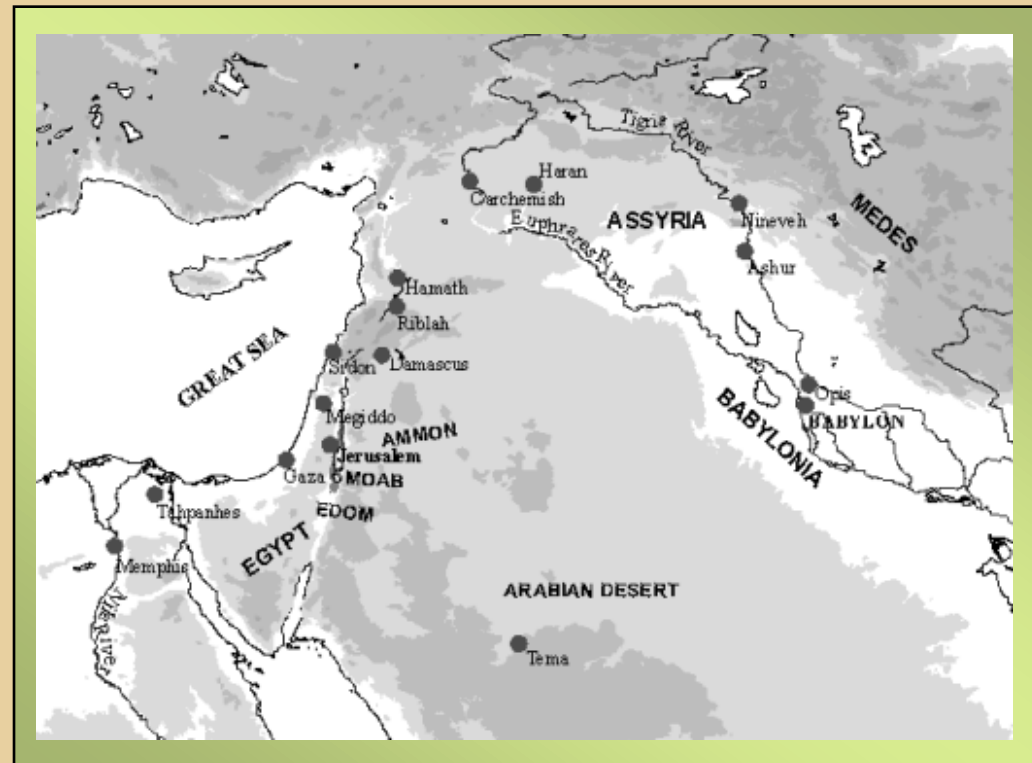 Tigris River
Haran
Carchemish
Euphrates River
ASSYRIA
Nineveh
MEDES
Ashur
Hamath
Riblah
GREAT SEA
Sidon
Damascus
Opis
Megiddo
BABYLON
BABYLONIA
AMMON
Jerusalem
Gaza
MOAB
Tahpanhes
EDOM
EGYPT
Memphis
Nile River
ARABIAN DESERT
Tema